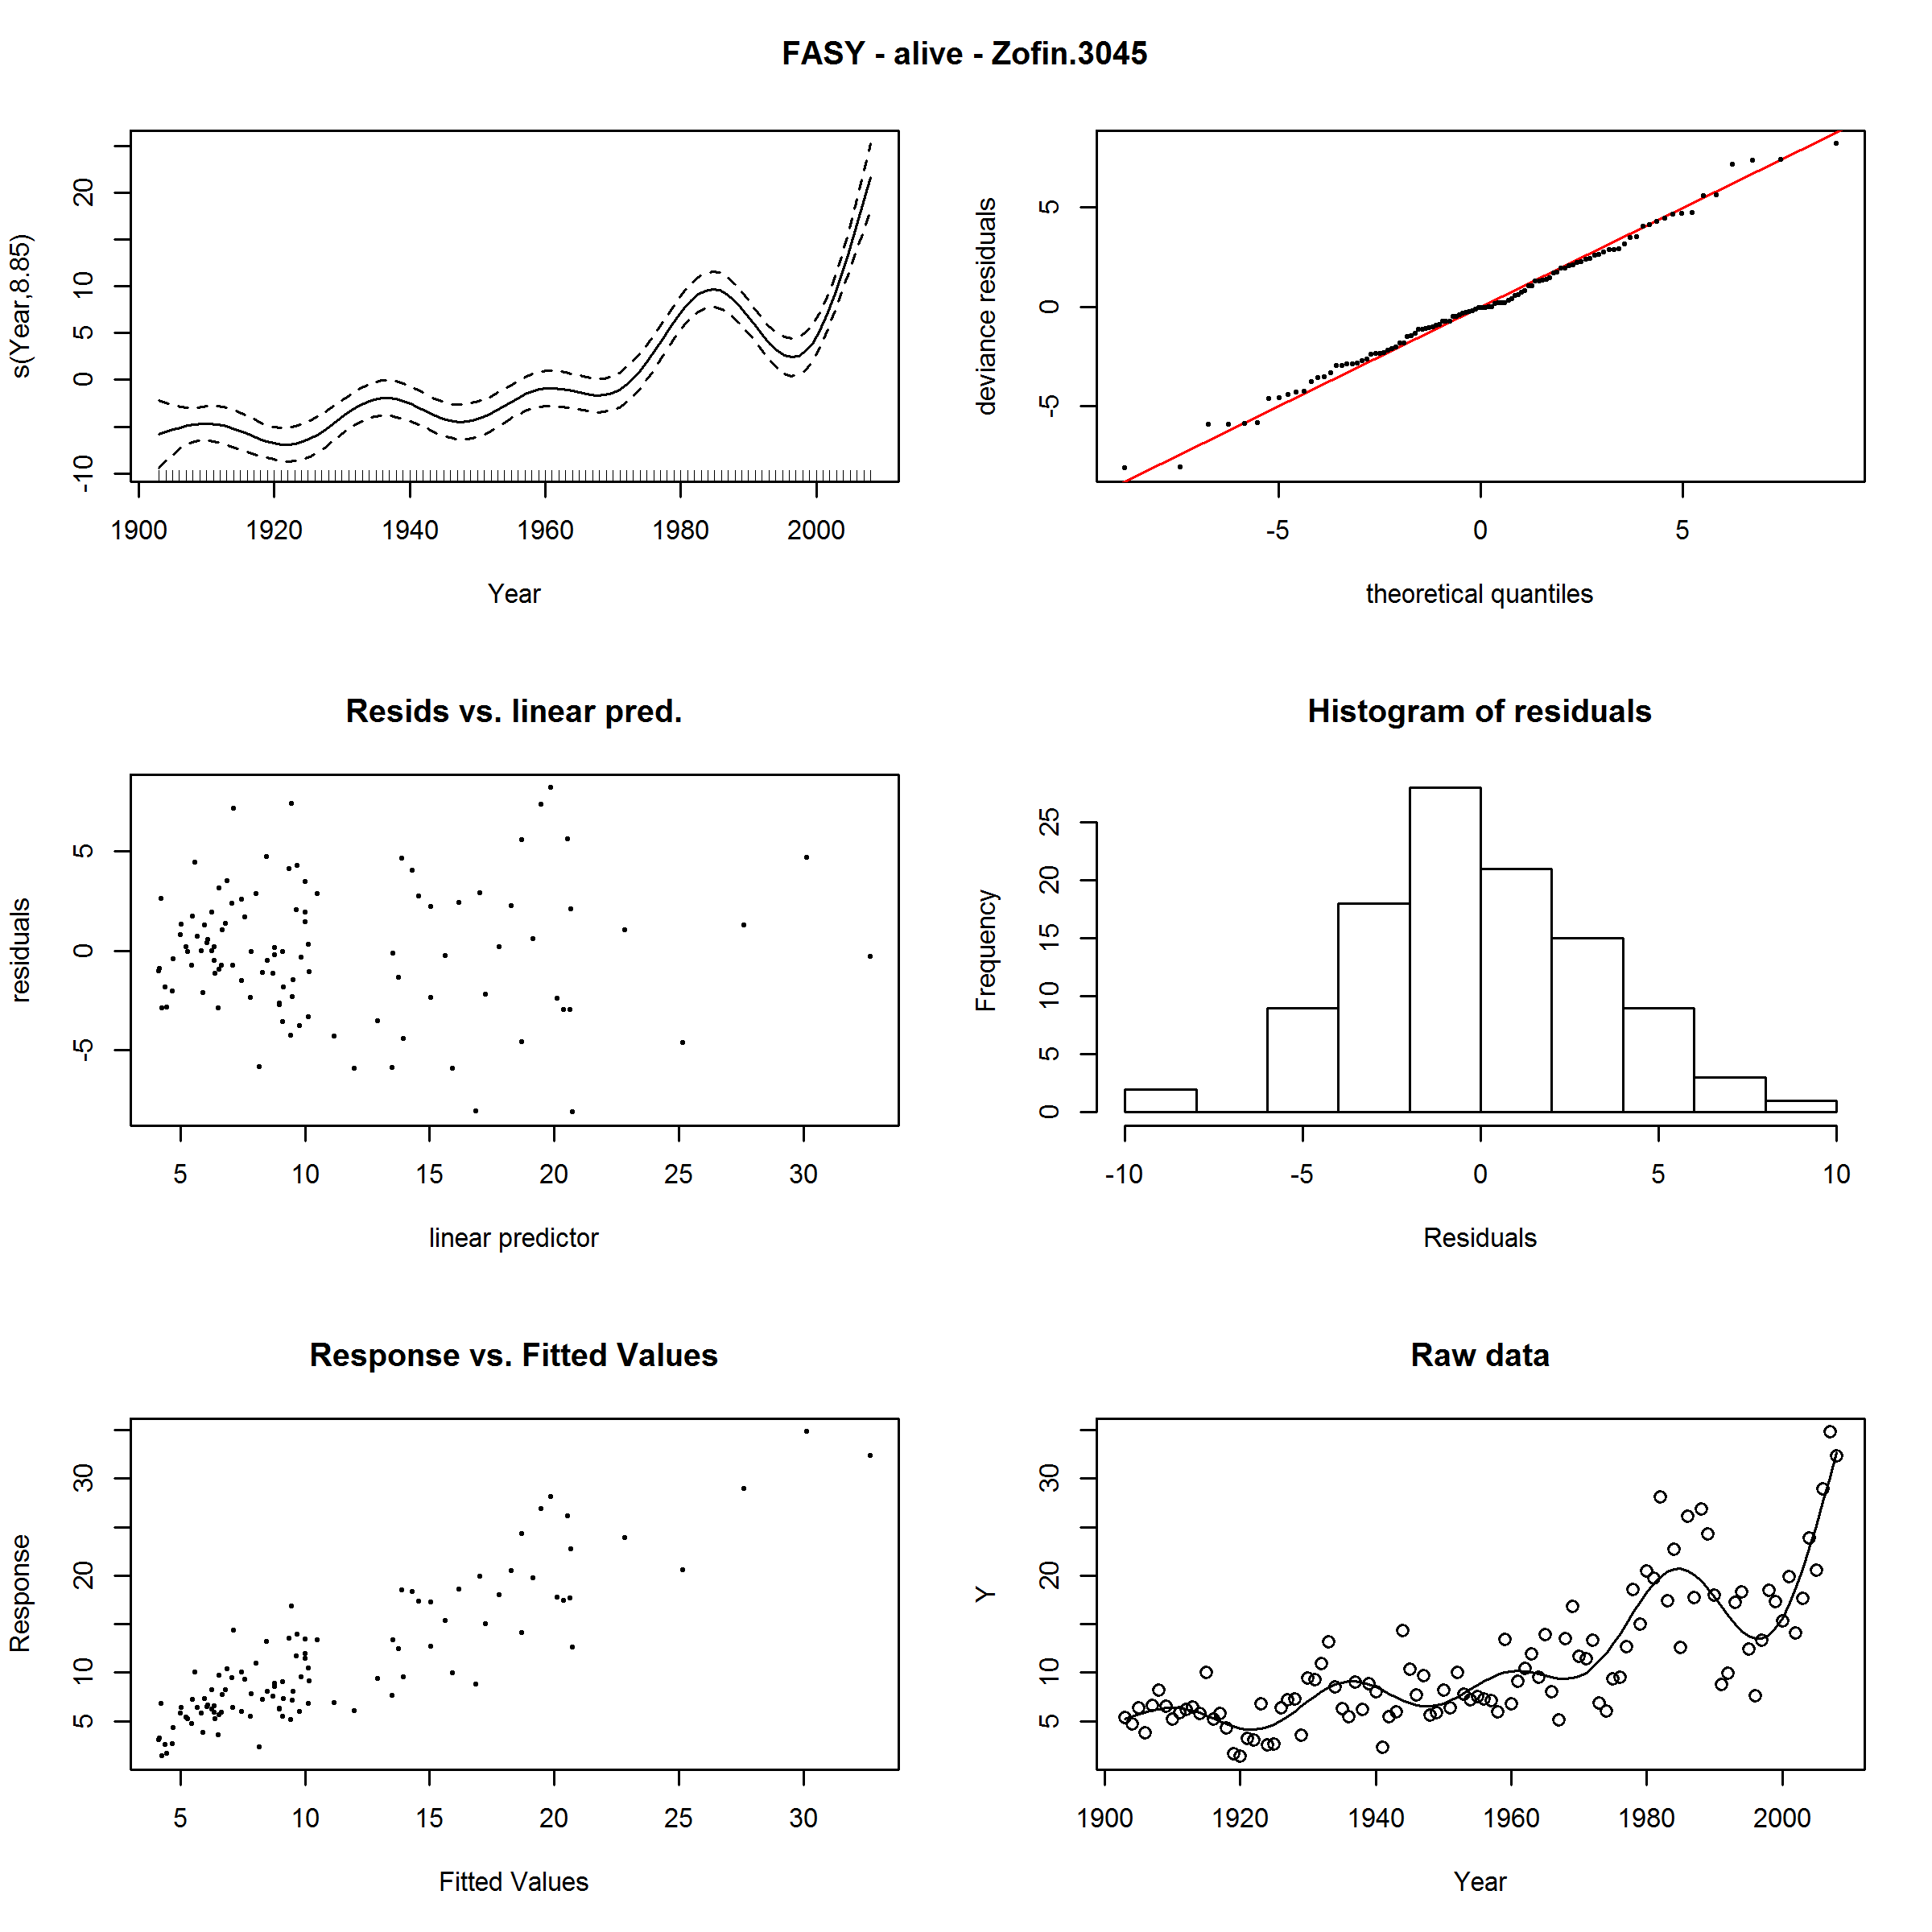 FASY - alive - Zofin.3045
s(Year,8.85)
-10 0 5 10 20
1900 1920 1940 1960 1980 2000
Year
deviance residuals
-5 0 5
-5 0 5
theoretical quantiles
Resids vs. linear pred.
residuals
-5 0 5
5 10 15 20 25 30
linear predictor
Histogram of residuals
Frequency
0 5 10 15 20 25
-10 -5 0 5 10
Residuals
Response vs. Fitted Values
Response
5 10 20 30
5 10 15 20 25 30
Fitted Values
Raw data
Y
5 10 20 30
1900 1920 1940 1960 1980 2000
Year